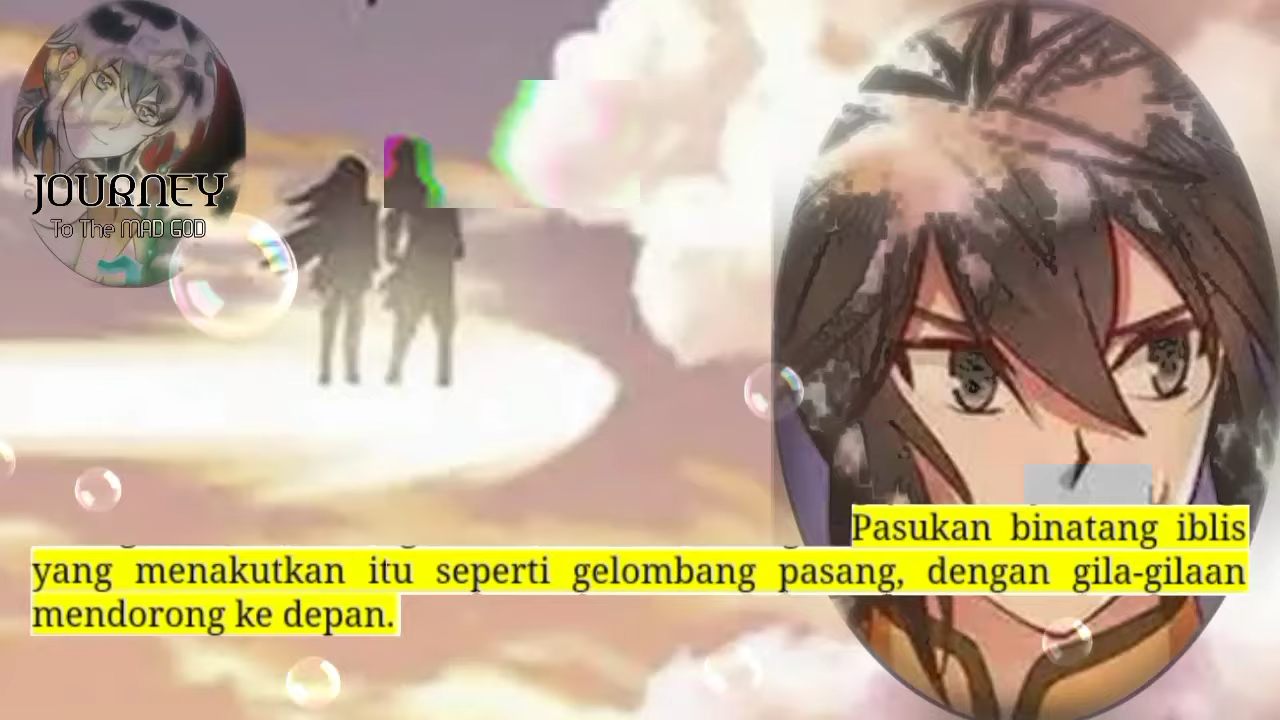 JOURNEY
To The MAD GOD
Pasukan binatang iblis
yang menakutkan itu seperti gelombang pasang, dengan gila-gilaan
mendorong ke depan.